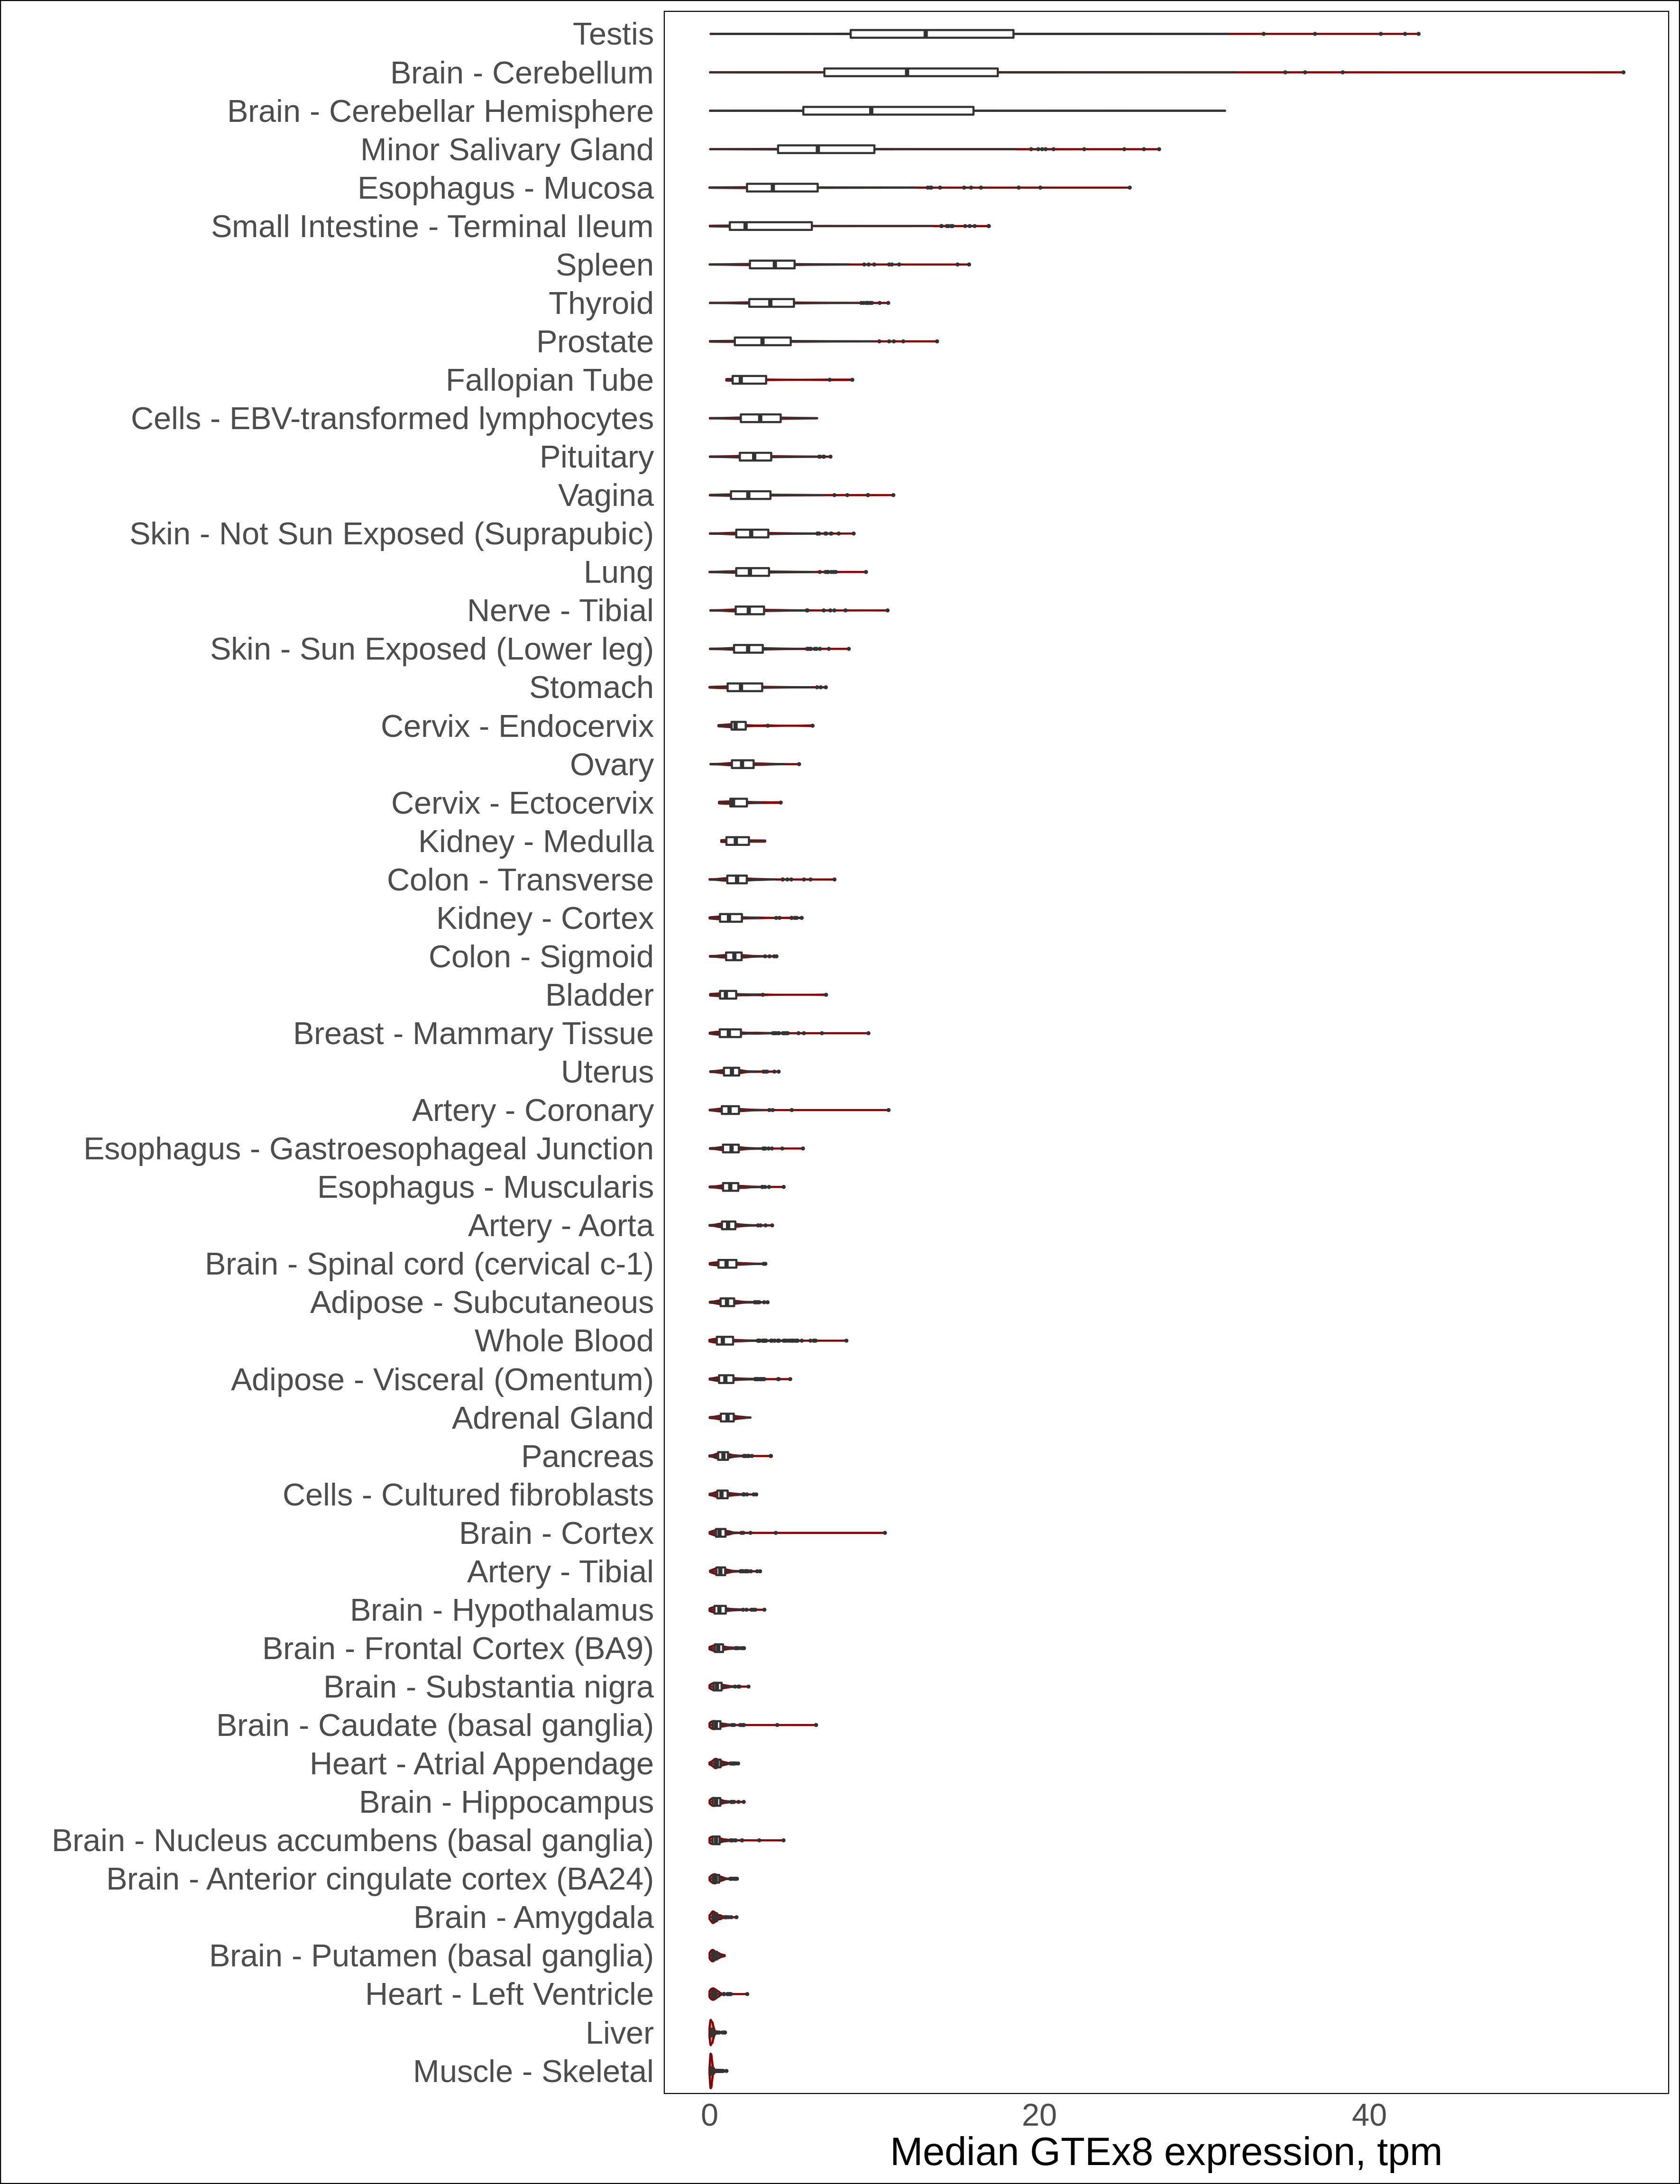 Testis
Brain - Cerebellum
Brain - Cerebellar Hemisphere
Minor Salivary Gland
Esophagus - Mucosa
Small Intestine - Terminal Ileum
Spleen
Thyroid
Prostate
Fallopian Tube
Cells - EBV-transformed lymphocytes
Pituitary
Vagina
Skin - Not Sun Exposed (Suprapubic)
Lung
Nerve - Tibial
Skin - Sun Exposed (Lower leg)
Stomach
Cervix - Endocervix
Ovary
Cervix - Ectocervix
Kidney - Medulla
Colon - Transverse
Kidney - Cortex
Colon - Sigmoid
Bladder
Breast - Mammary Tissue
Uterus
Artery - Coronary
Esophagus - Gastroesophageal Junction
Esophagus - Muscularis
Artery - Aorta
Brain - Spinal cord (cervical c-1)
Adipose - Subcutaneous
Whole Blood
Adipose - Visceral (Omentum)
Adrenal Gland
Pancreas
Cells - Cultured fibroblasts
Brain - Cortex
Artery - Tibial
Brain - Hypothalamus
Brain - Frontal Cortex (BA9)
Brain - Substantia nigra
Brain - Caudate (basal ganglia)
Heart - Atrial Appendage
Brain - Hippocampus
Brain - Nucleus accumbens (basal ganglia)
Brain - Anterior cingulate cortex (BA24)
Brain - Amygdala
Brain - Putamen (basal ganglia)
Heart - Left Ventricle
Liver
Muscle - Skeletal
0 20 40
Median GTEx8 expression, tpm